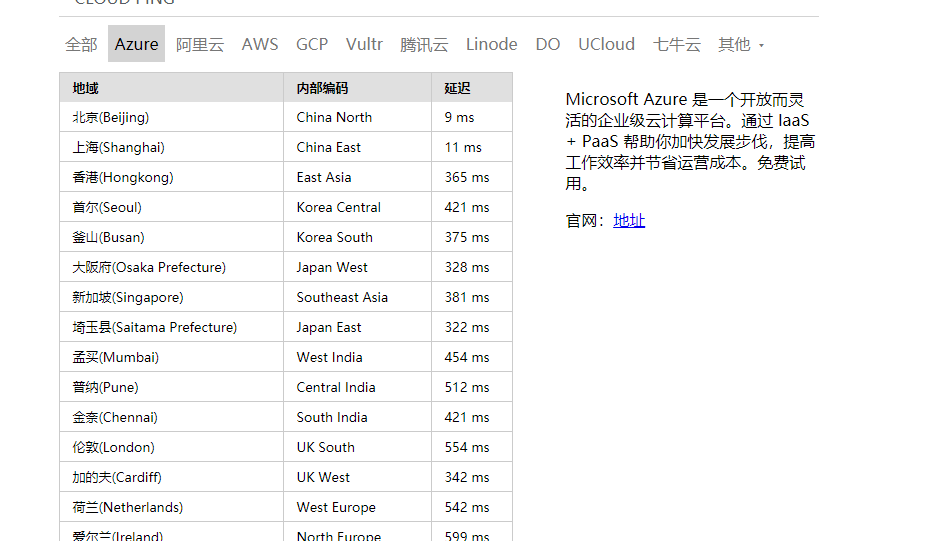 CLOUD PING
全部 Azure 阿里云 AWS GCP Vultr 腾讯云 Linode DO UCloud 七牛云 其他
地域 内部编码 延迟
北京(Beijing) China North 9 ms
上海(Shanghai) China East 11 ms
香港(Hongkong) East Asia 365 ms
首尔(Seoul) Korea Central 421 ms
釜山(Busan) Korea South 375 ms
大阪府(Osaka Prefecture) Japan West 328 ms
新加坡(Singapore) Southeast Asia 381 ms
埼玉县(Saitama Prefecture) Japan East 322 ms
孟买(Mumbai) West India 454 ms
普纳(Pune) Central India 512 ms
金奈(Chennai) South India 421 ms
伦敦(London) UK South 554 ms
加的夫(Cardiff) UK West 342 ms
荷兰(Netherlands) West Europe 542 ms
爱尔兰(Ireland) North Europe 599 ms
Microsoft Azure 是一个开放而灵
活的企业级云计算平台。通过 IaaS
+ PaaS 帮助你加快发展步伐，提高
工作效率并节省运营成本。免费试
用。
官网：地址